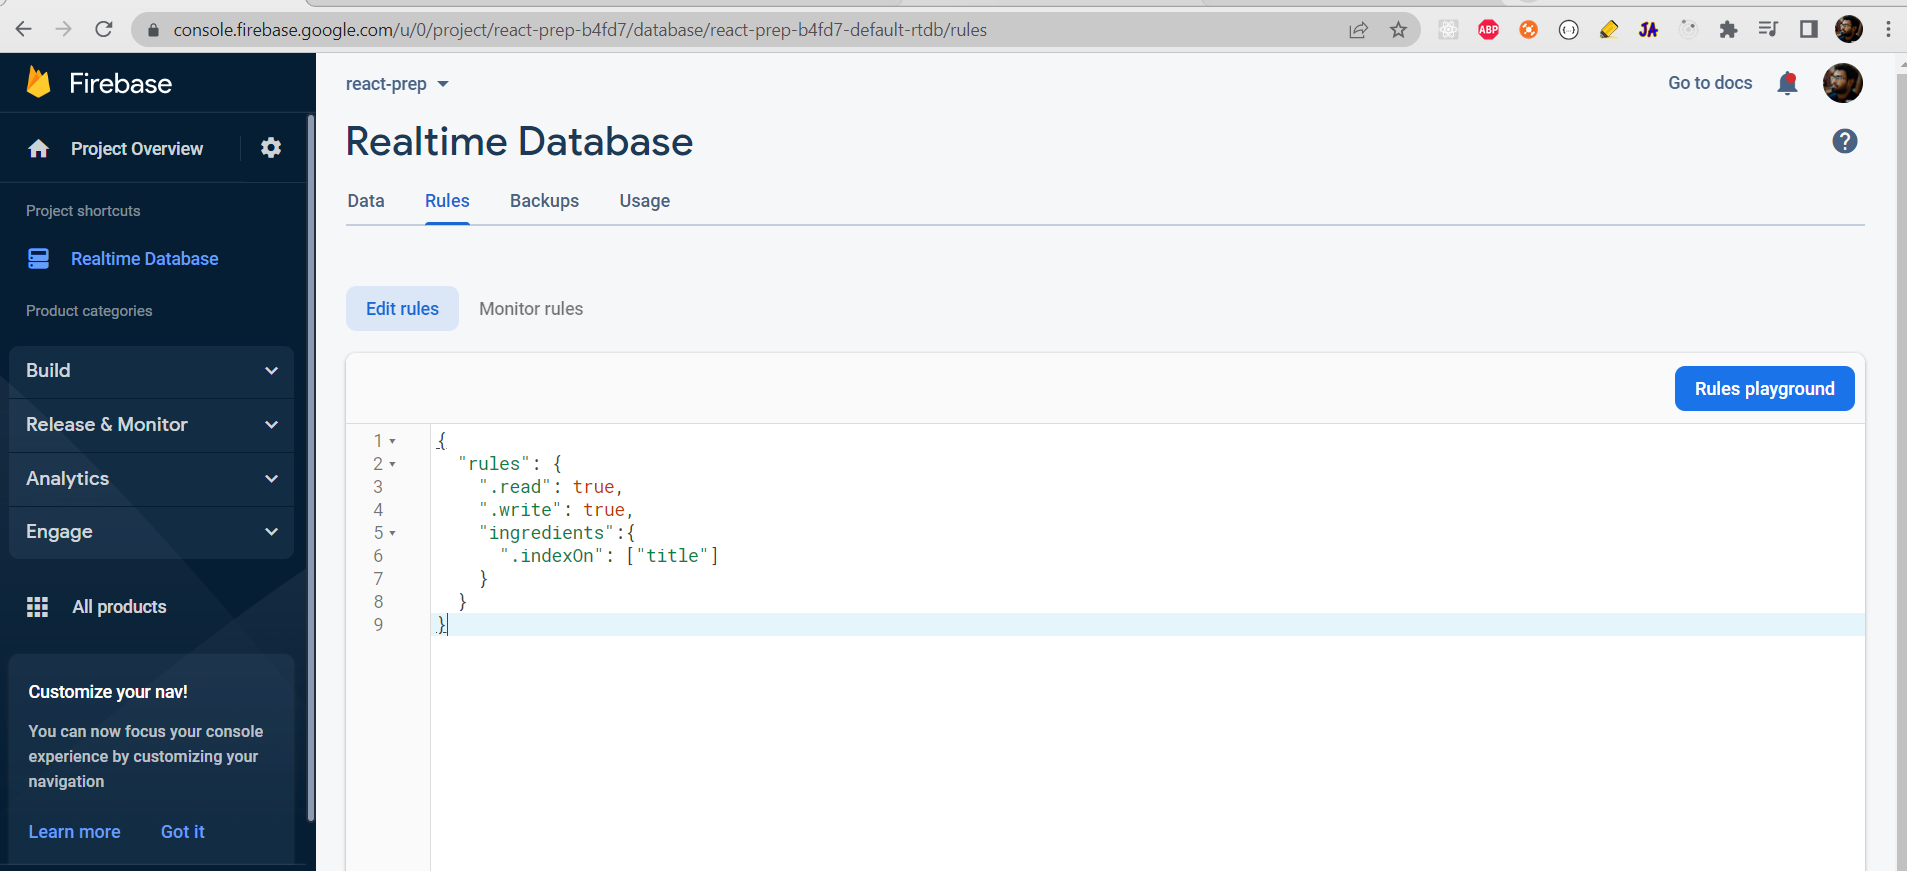 console.firebase.google.com/u/0/project/react-prep-b4fd7/database/react-prep-b4fd7-default-rtdb/rules
ABP
JA
Firebase
react-prep
Go to docs
Project Overview
Realtime Database
?
Data Rules Backups Usage
Project shortcuts
Realtime Database
Product categories
Edit rules Monitor rules
Build
Release & Monitor
Analytics
Engage
All products
Rules playground
1 {
2 "rules": {
3 ".read": true,
4 ".write": true,
5 "ingredients":{
6 ".indexOn": ["title"]
7 }
8 }
9 }
Customize your nav!
You can now focus your console
experience by customizing your
navigation
Learn more Got it